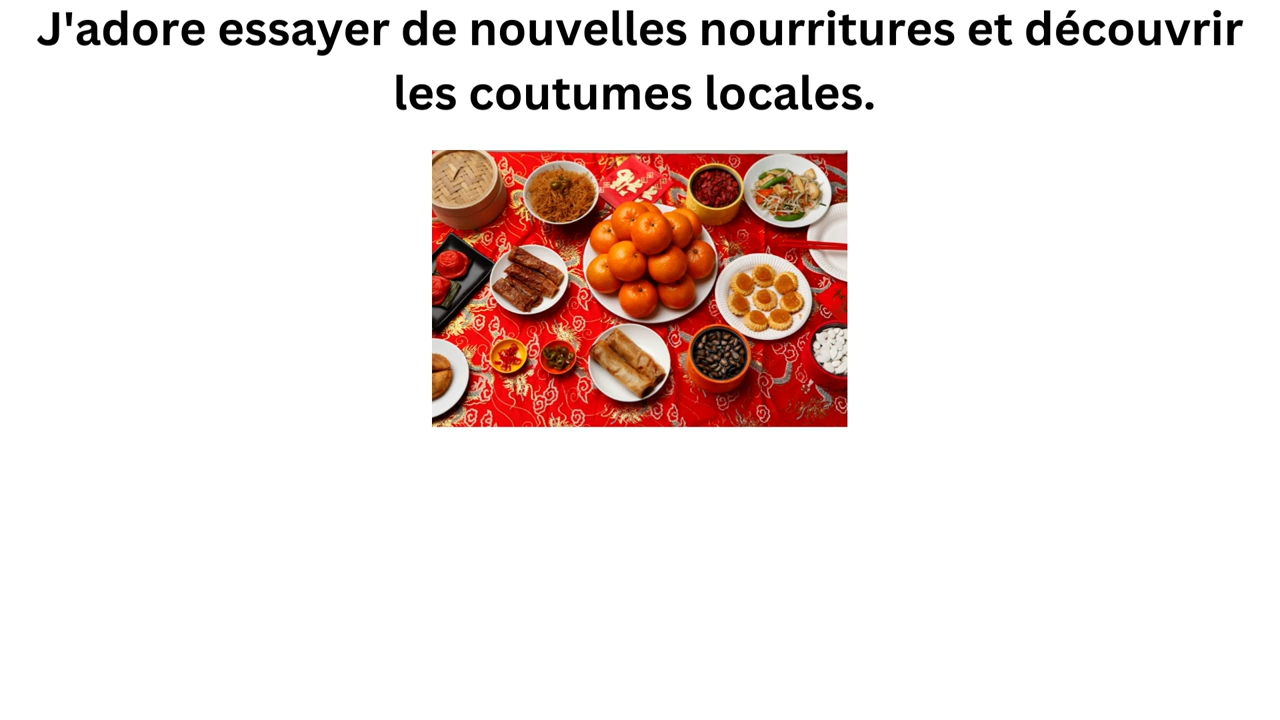 J'adore essayer de nouvelles nourritures et découvrir
les coutumes locales.